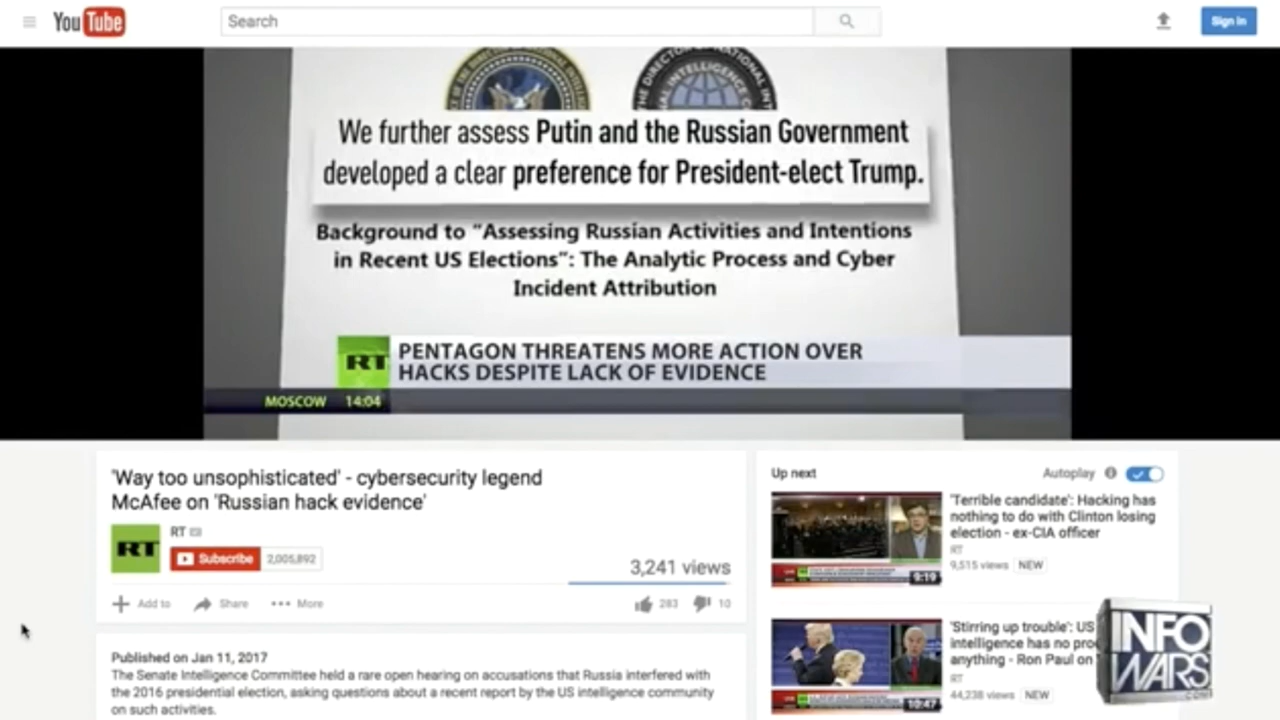 YouTube
Search
Sign in
THE DIRECTOR OF NATIONAL INT
We further assess Putin and the Russian Government
developed a clear preference for President-elect Trump.
Background to "Assessing Russian Activities and Intentions
in Recent US Elections": The Analytic Process and Cyber
Incident Attribution
RT
PENTAGON THREATENS MORE ACTION OVER
HACKS DESPITE LACK OF EVIDENCE
MOSCOW 14:04
'Way too unsophisticated' - cybersecurity legend
McAfee on 'Russian hack evidence'
RT
RT
Subscribe 2,005,892
3,241 views
Add to Share More
283 10
Published on Jan 11, 2017
The Senate Intelligence Committee held a rare open hearing on accusations that Russia interfered with
the 2016 presidential election, asking questions about a recent report by the US intelligence community
on such activities.
Up next
Autoplay
'Terrible candidate': Hacking has
nothing to do with Clinton losing
election - ex-CIA officer
RT
9,515 views NEW
9:19
'Stirring up trouble': US
intelligence has no pro
anything - Ron Paul on
RT
44,238 views NEW
10:47
INFO
WARS
.COM